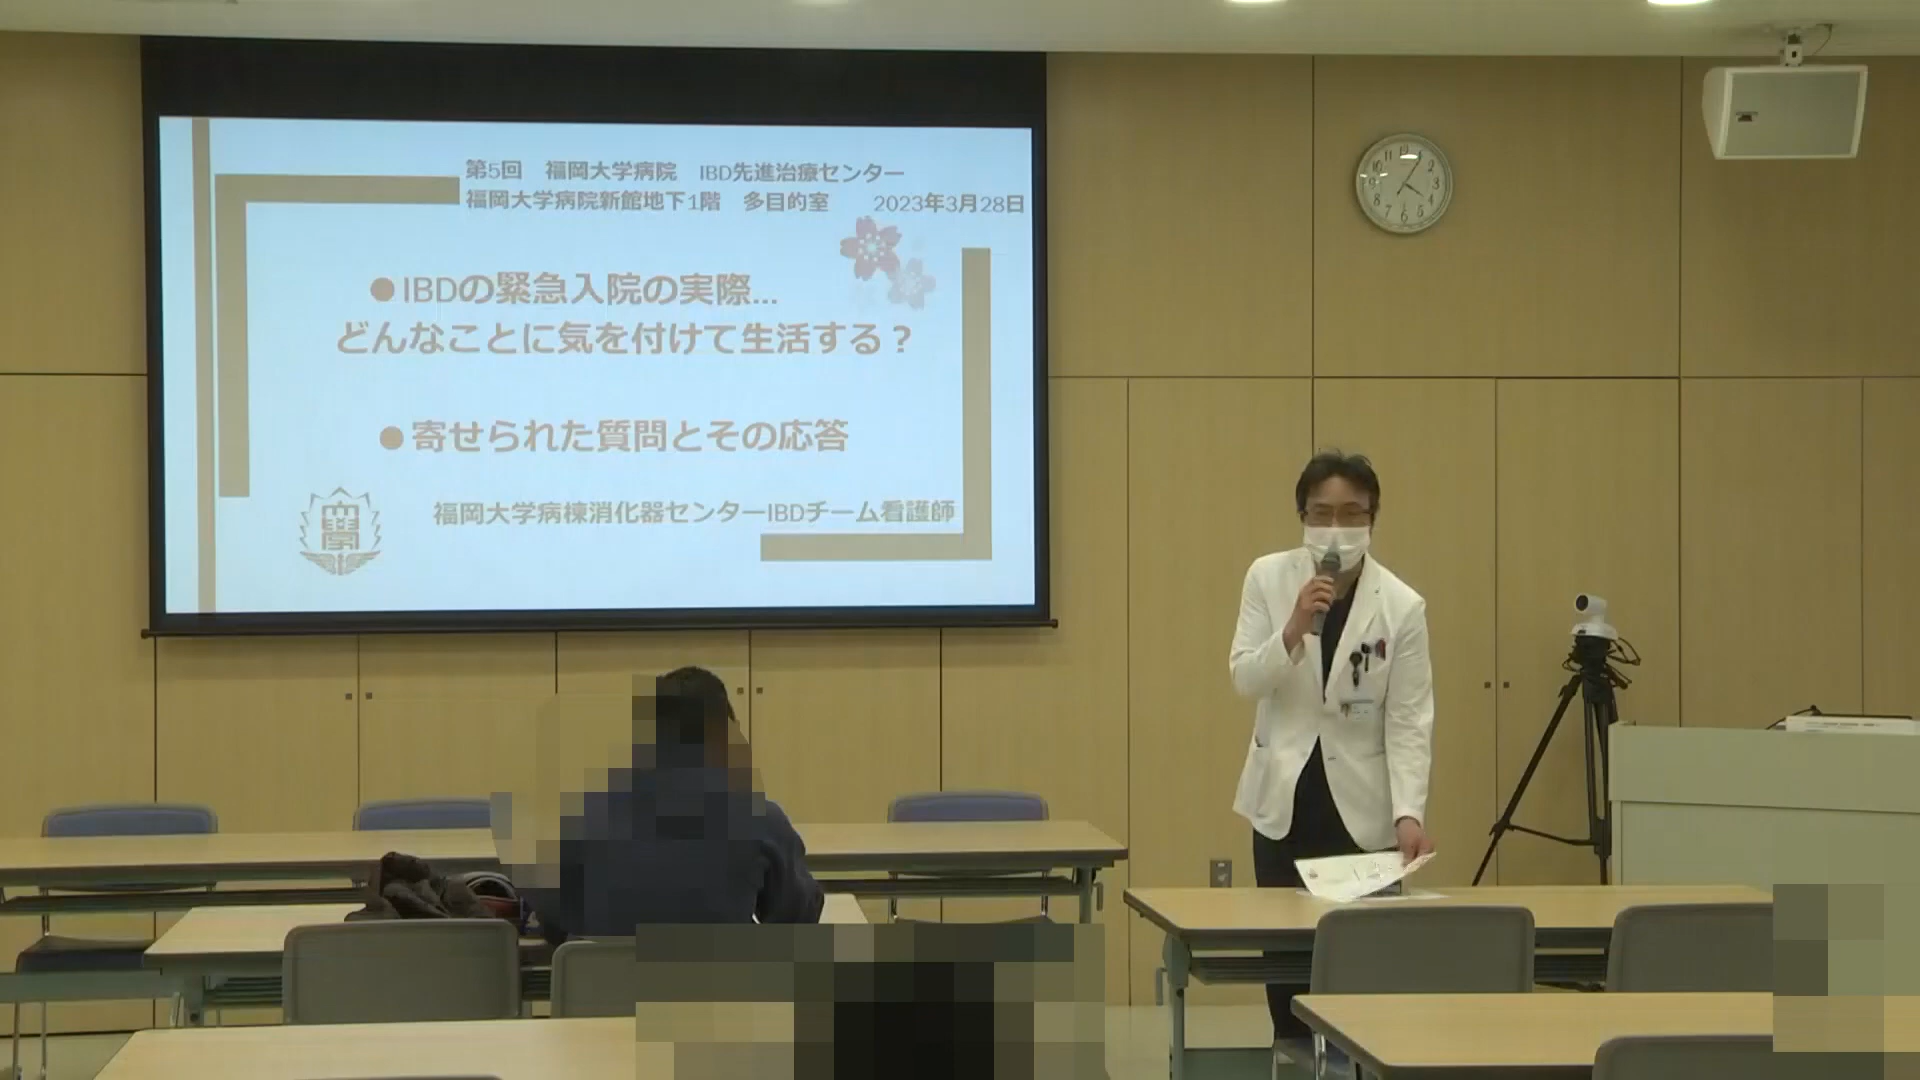 第5回　福岡大学病院　IBD先進治療センター
福岡大学病院新館地下1階　多目的室　　2023年3月28日
●IBDの緊急入院の実際...
どんなことに気を付けて生活する？
●寄せられた質問とその応答
福岡大学病棟消化器センターIBDチーム看護師